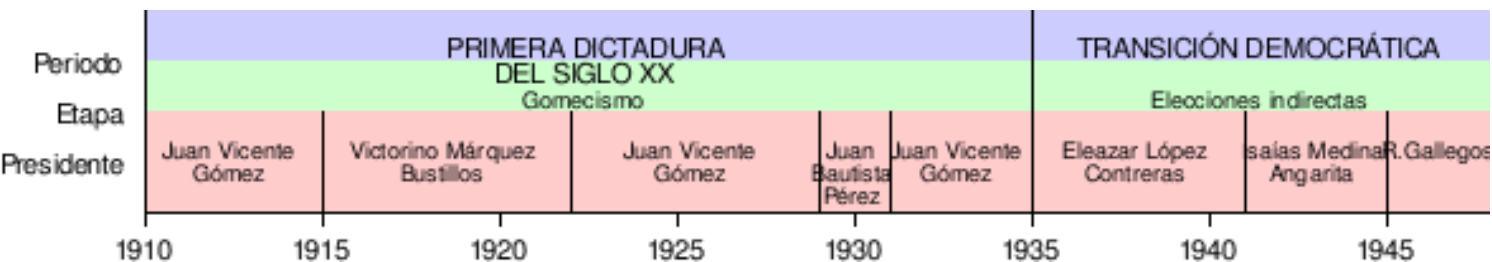 PRIMERA DICTADURA
DEL SIGLO XX
TRANSICIÓN DEMOCRÁTICA
Periodo
Gomecismo
Elecciones indirectas
Etapa
Juan Vicente
Gómez
Victorino Márquez
Bustillos
Juan Vicente
Gómez
Juan
Bautista
Pérez
Juan Vicente
Gómez
Eleazar López
Contreras
Isaías Medina
Angarita
R.Gallegos
Presidente
1910 1915 1920 1925 1930 1935 1940 1945